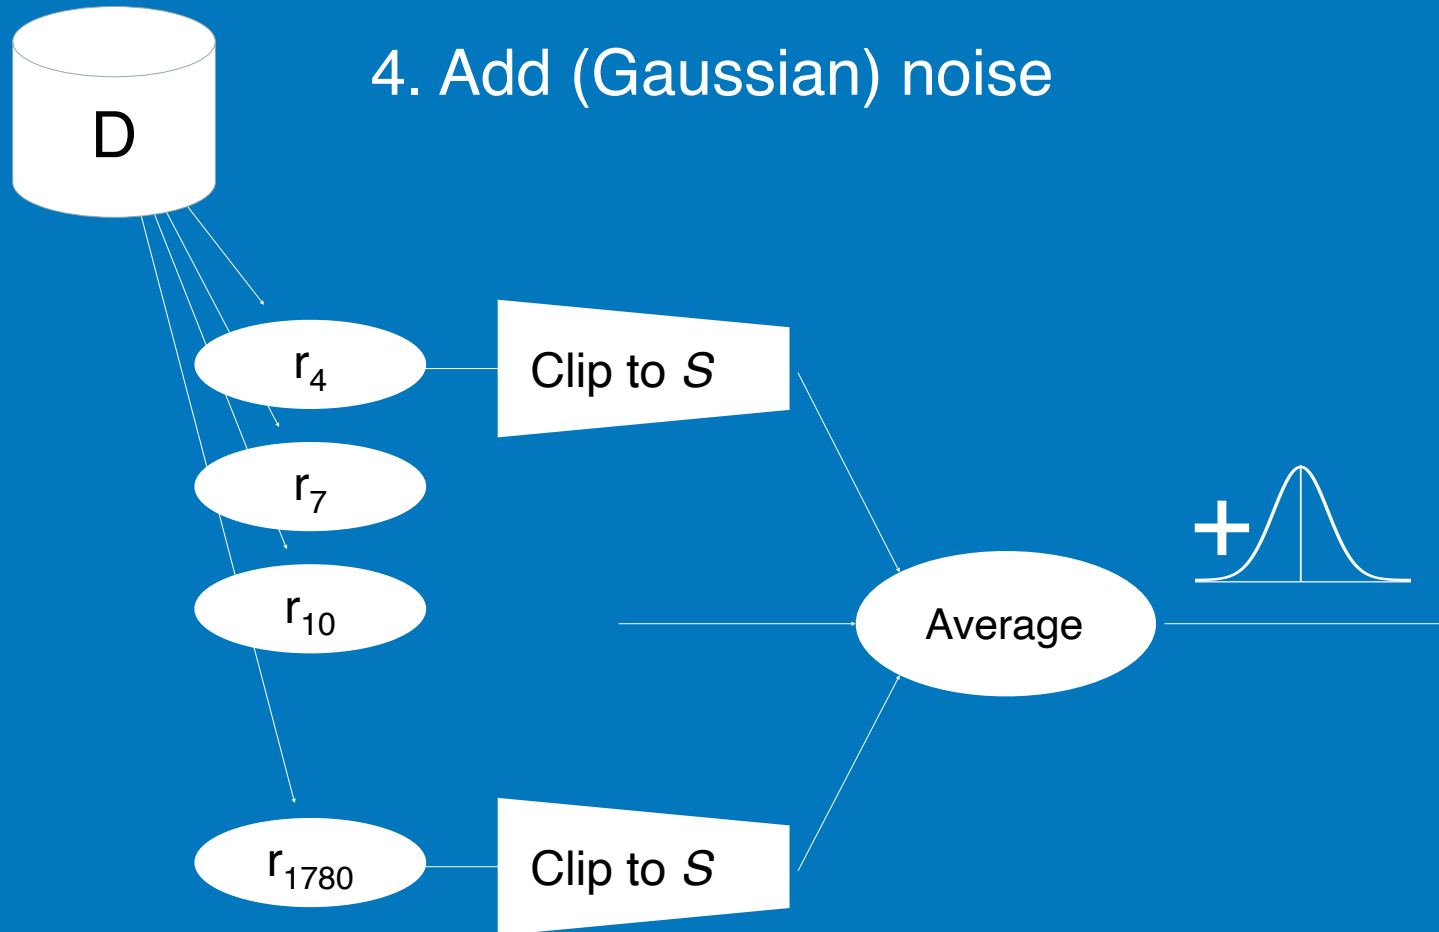 4. Add (Gaussian) noise
D
r₄
Clip to S
r₇
+
r₁₀
Average
r₁₇₈₀
Clip to S